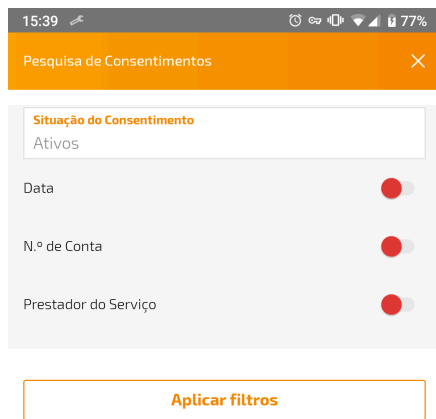 15:39
77%
Pesquisa de Consentimentos
Situação do Consentimento
Ativos
Data
N.º de Conta
Prestador do Serviço
Aplicar filtros